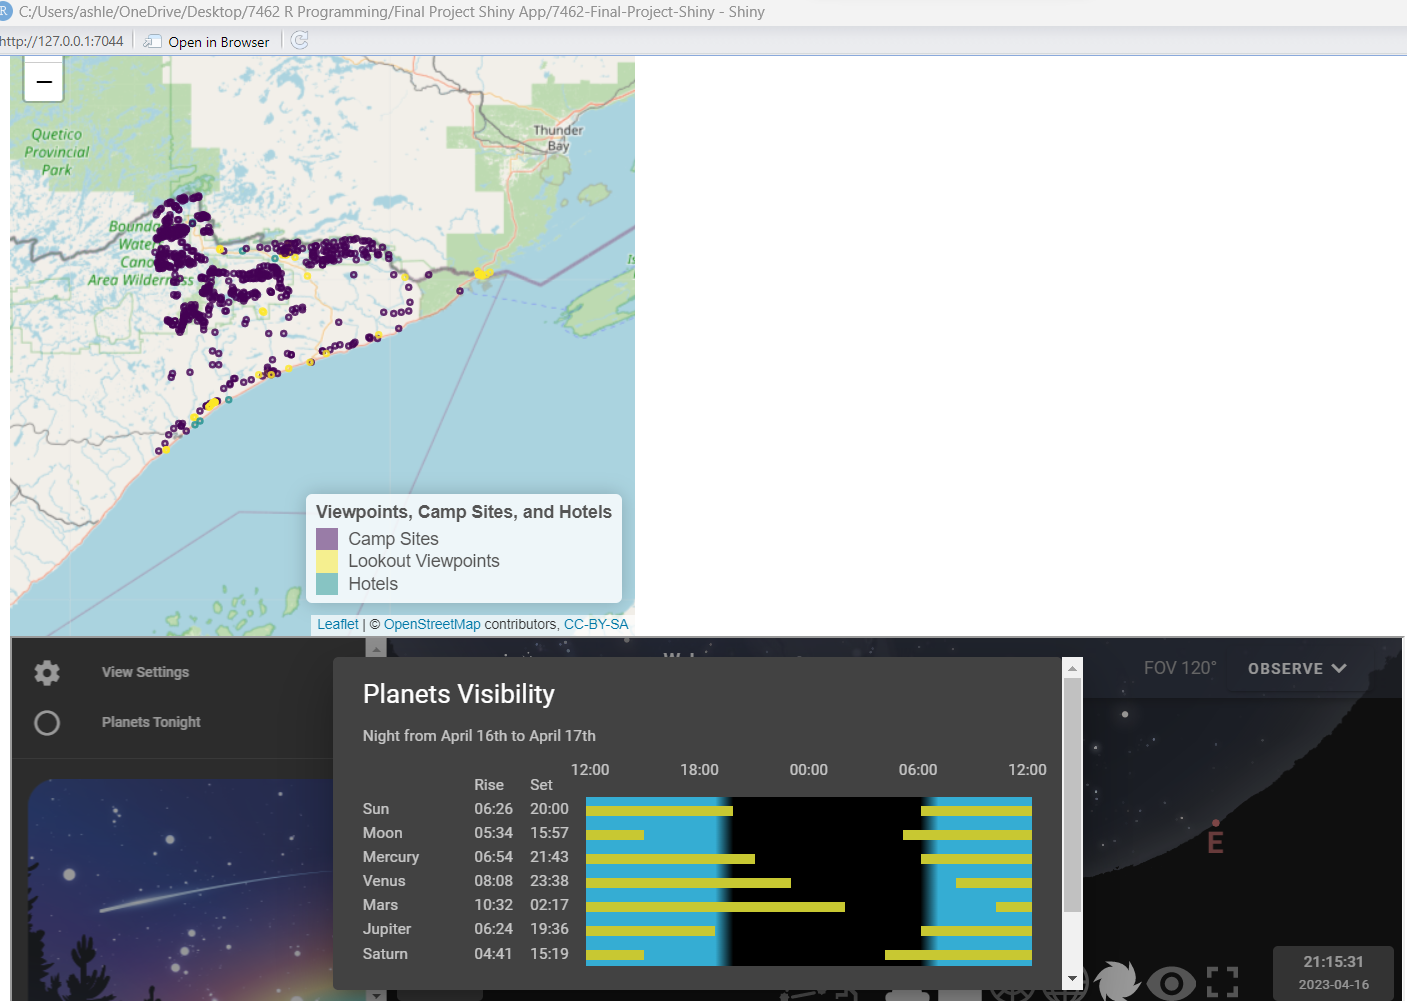 C:/Users/ashle/OneDrive/Desktop/7462 R Programming/Final Project Shiny App/7462-Final-Project-Shiny - Shiny
http://127.0.0.1:7044 Open in Browser
−
Thunder
Bay
Quetico
Provincial
Park
Viewpoints, Camp Sites, and Hotels
Camp Sites
Lookout Viewpoints
Hotels
Leaflet | © OpenStreetMap contributors, CC-BY-SA
View Settings
Planets Tonight
FOV 120° OBSERVE
Planets Visibility
Night from April 16th to April 17th
12:00 18:00 00:00 06:00 12:00
Rise Set
Sun 06:26 20:00
Moon 05:34 15:57
Mercury 06:54 21:43
Venus 08:08 23:38
Mars 10:32 02:17
Jupiter 06:24 19:36
Saturn 04:41 15:19
E
21:15:31
2023-04-16